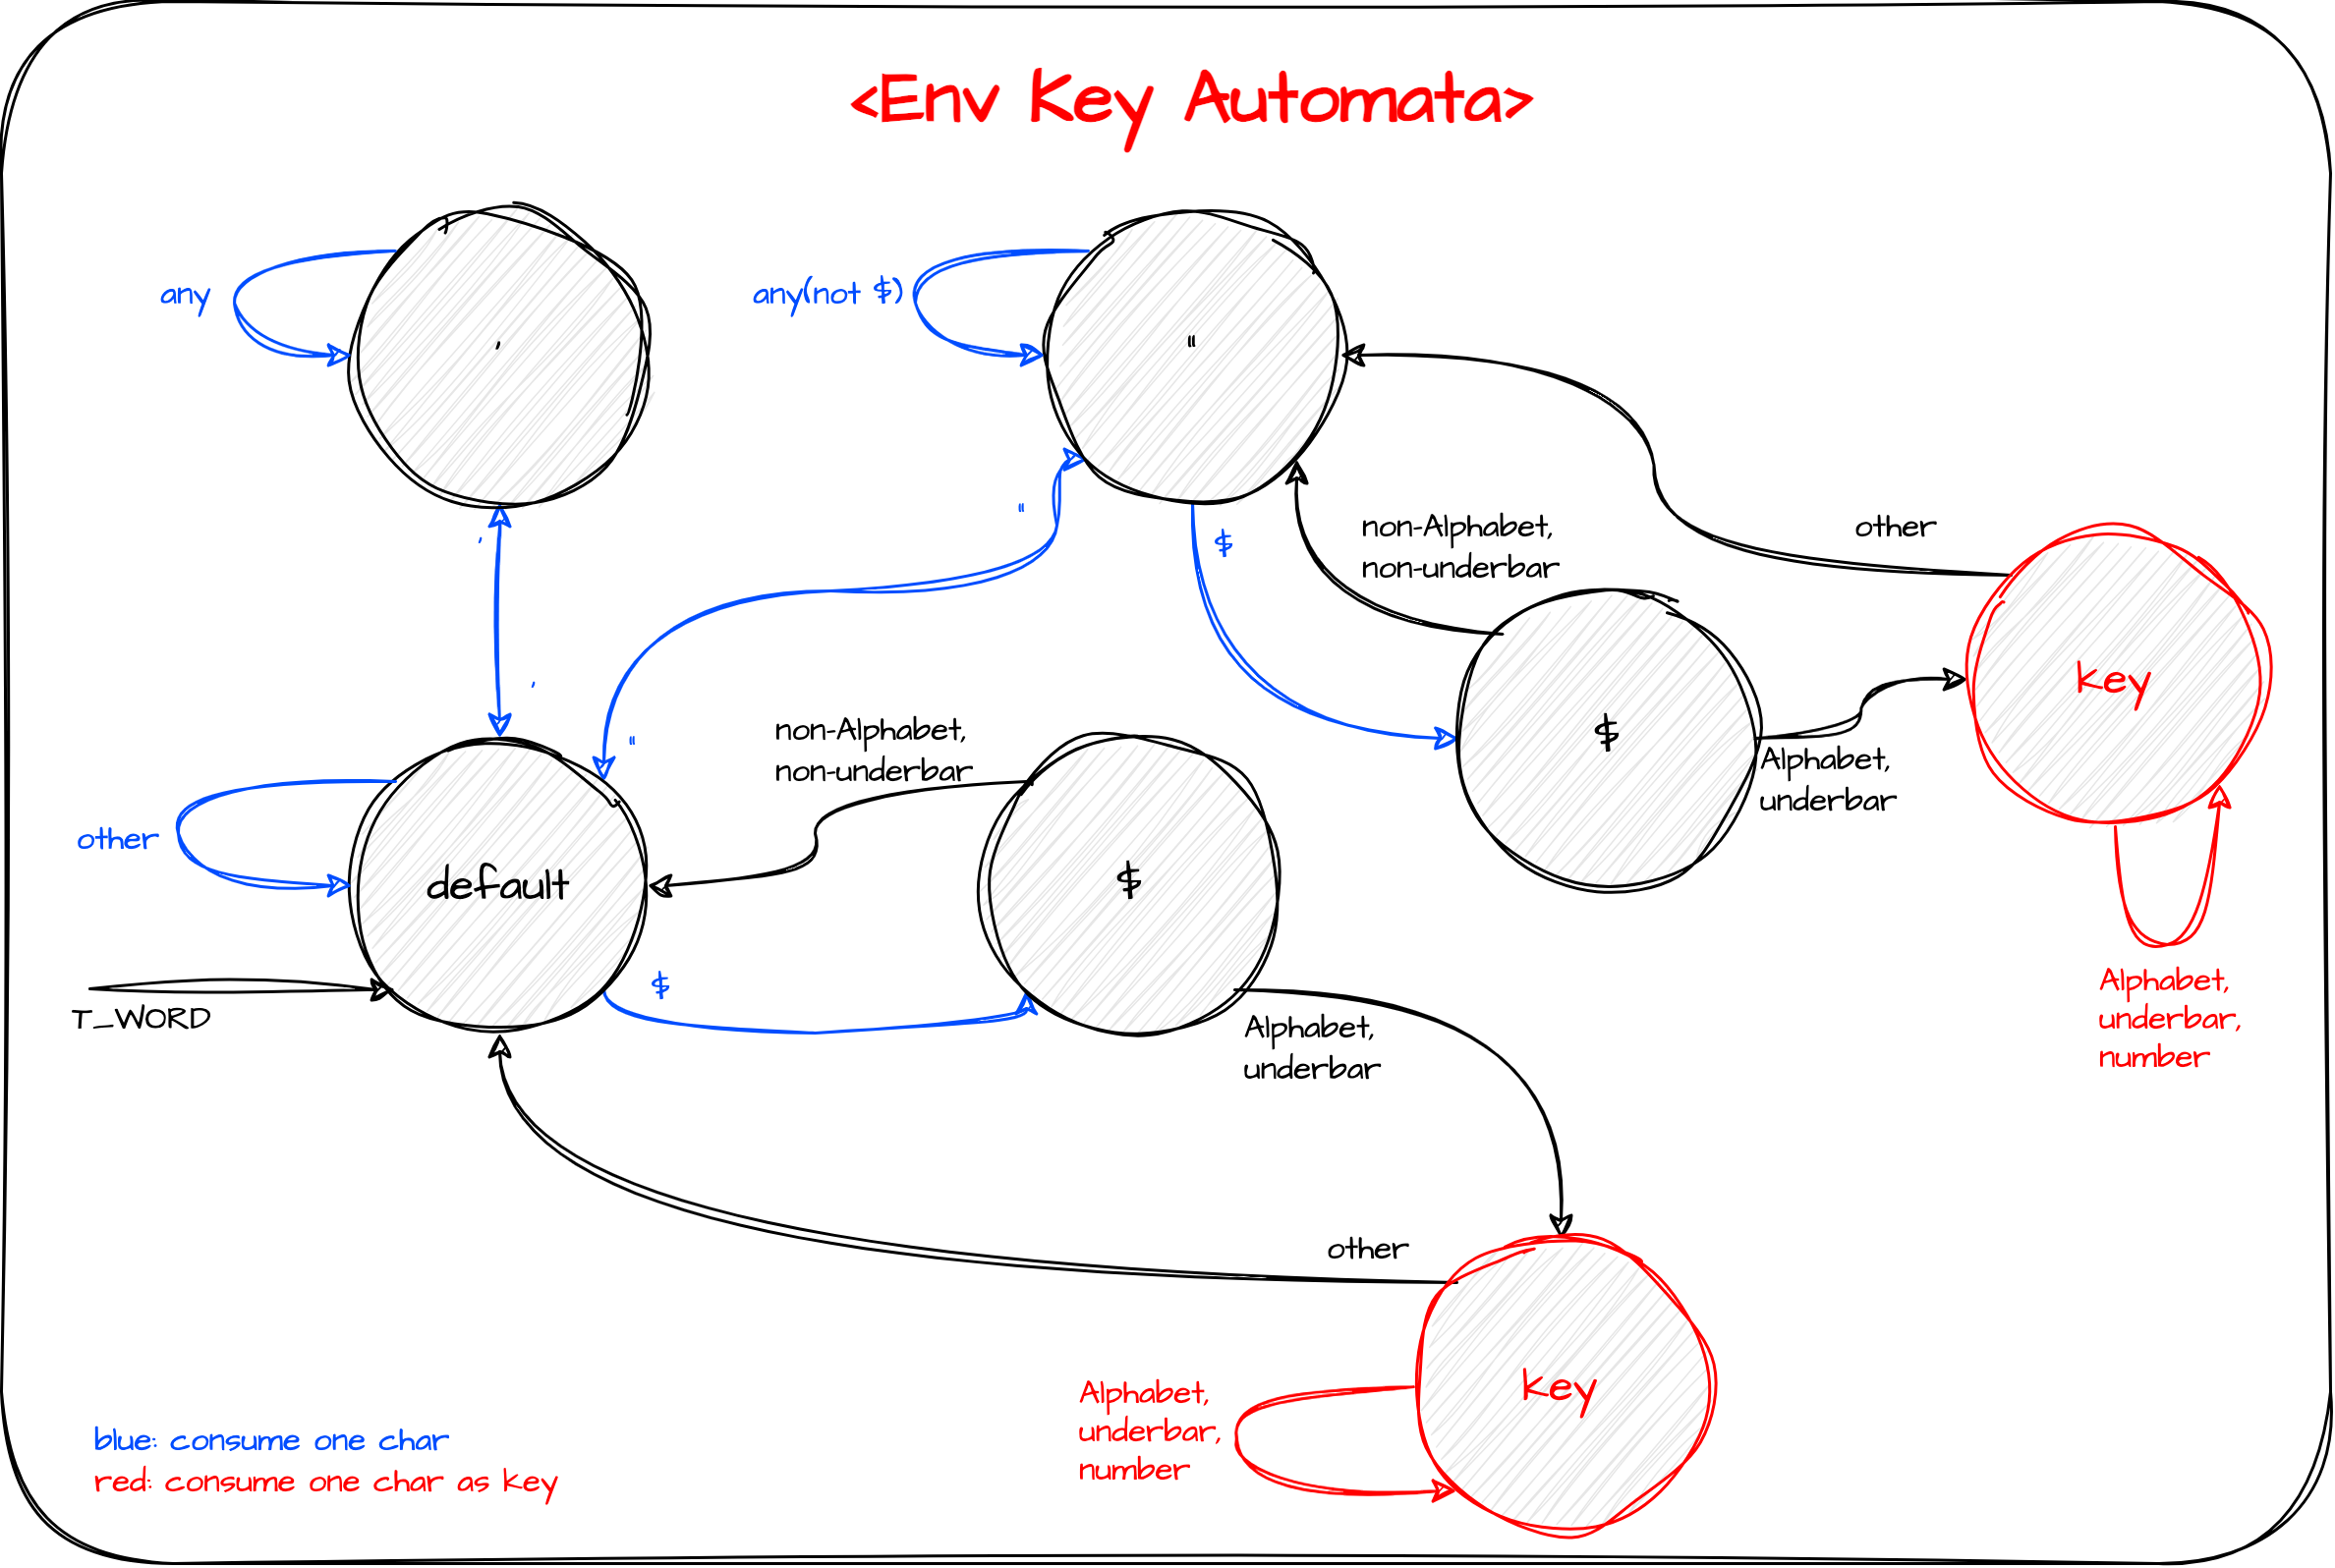 <Env Key Automata>
any
'
any(not $)
"
"
$
non-Alphabet,
non-underbar
other
'
'
"
key
$
Alphabet,
underbar
non-Alphabet,
non-underbar
other
default
$
T_WORD
$
Alphabet,
underbar
Alphabet,
underbar,
number
other
key
Alphabet,
underbar,
number
blue: consume one char
red: consume one char as key